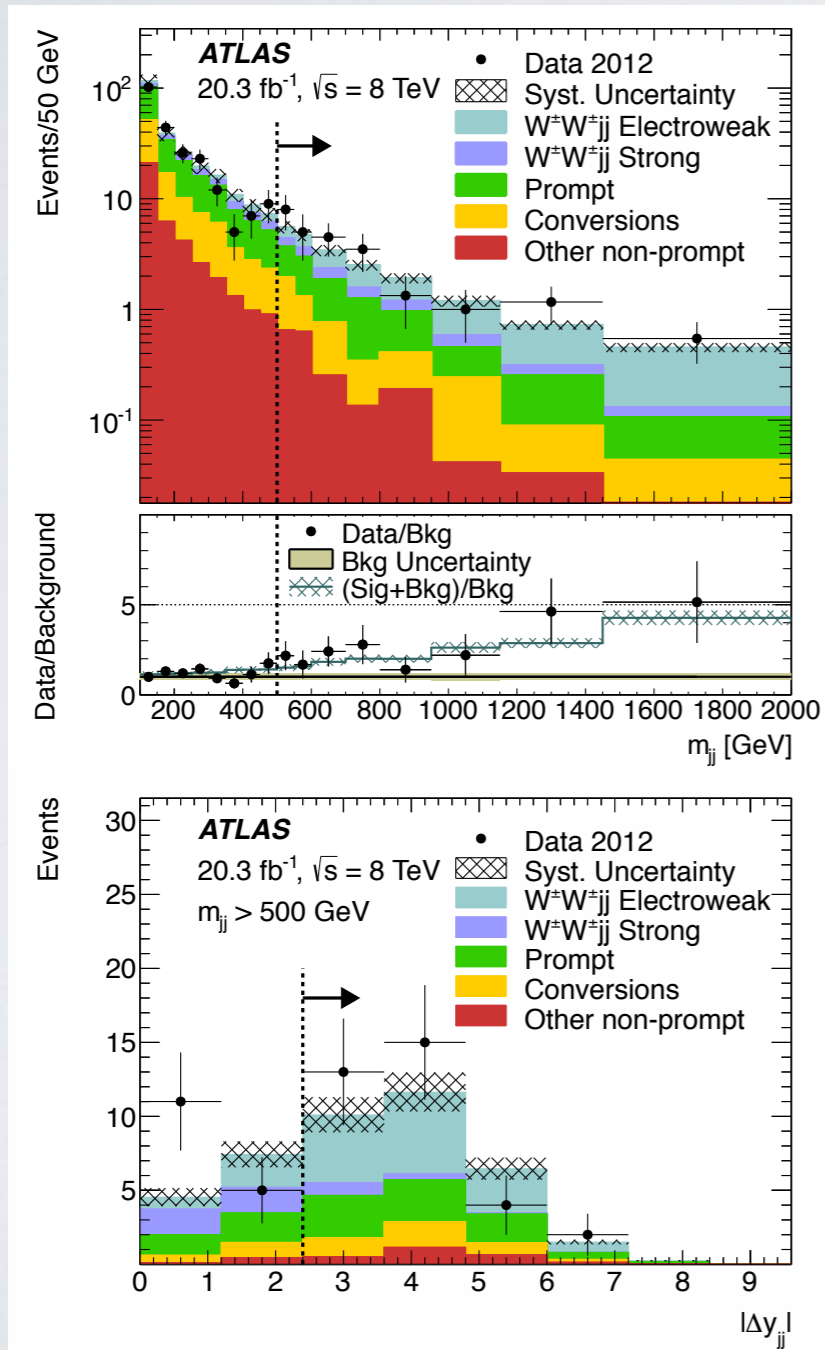 Events/50 GeV
ATLAS
20.3 fb⁻¹, √s = 8 TeV
Data 2012
Syst. Uncertainty
W±W±jj Electroweak
W±W±jj Strong
Prompt
Conversions
Other non-prompt
10²
10
1
10⁻¹
Data/Background
Data/Bkg
Bkg Uncertainty
(Sig+Bkg)/Bkg
5
0
200 400 600 800 1000 1200 1400 1600 1800 2000
m_jj [GeV]
Events
ATLAS
20.3 fb⁻¹, √s = 8 TeV
m_jj > 500 GeV
Data 2012
Syst. Uncertainty
W±W±jj Electroweak
W±W±jj Strong
Prompt
Conversions
Other non-prompt
30
25
20
15
10
5
0 1 2 3 4 5 6 7 8 9
|Δy_jj|